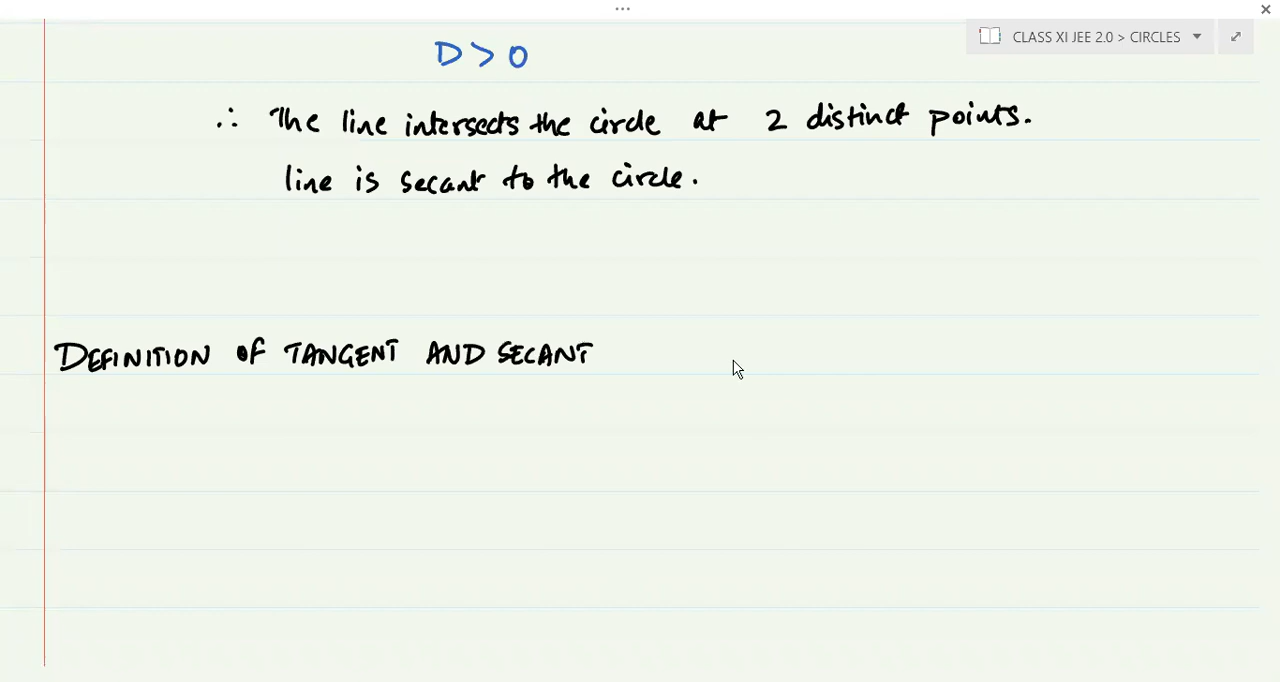 CLASS XI JEE 2.0 > CIRCLES
D > 0
∴ The line intersects the circle at 2 distinct points.
line is secant to the circle.
DEFINITION OF TANGENT AND SECANT